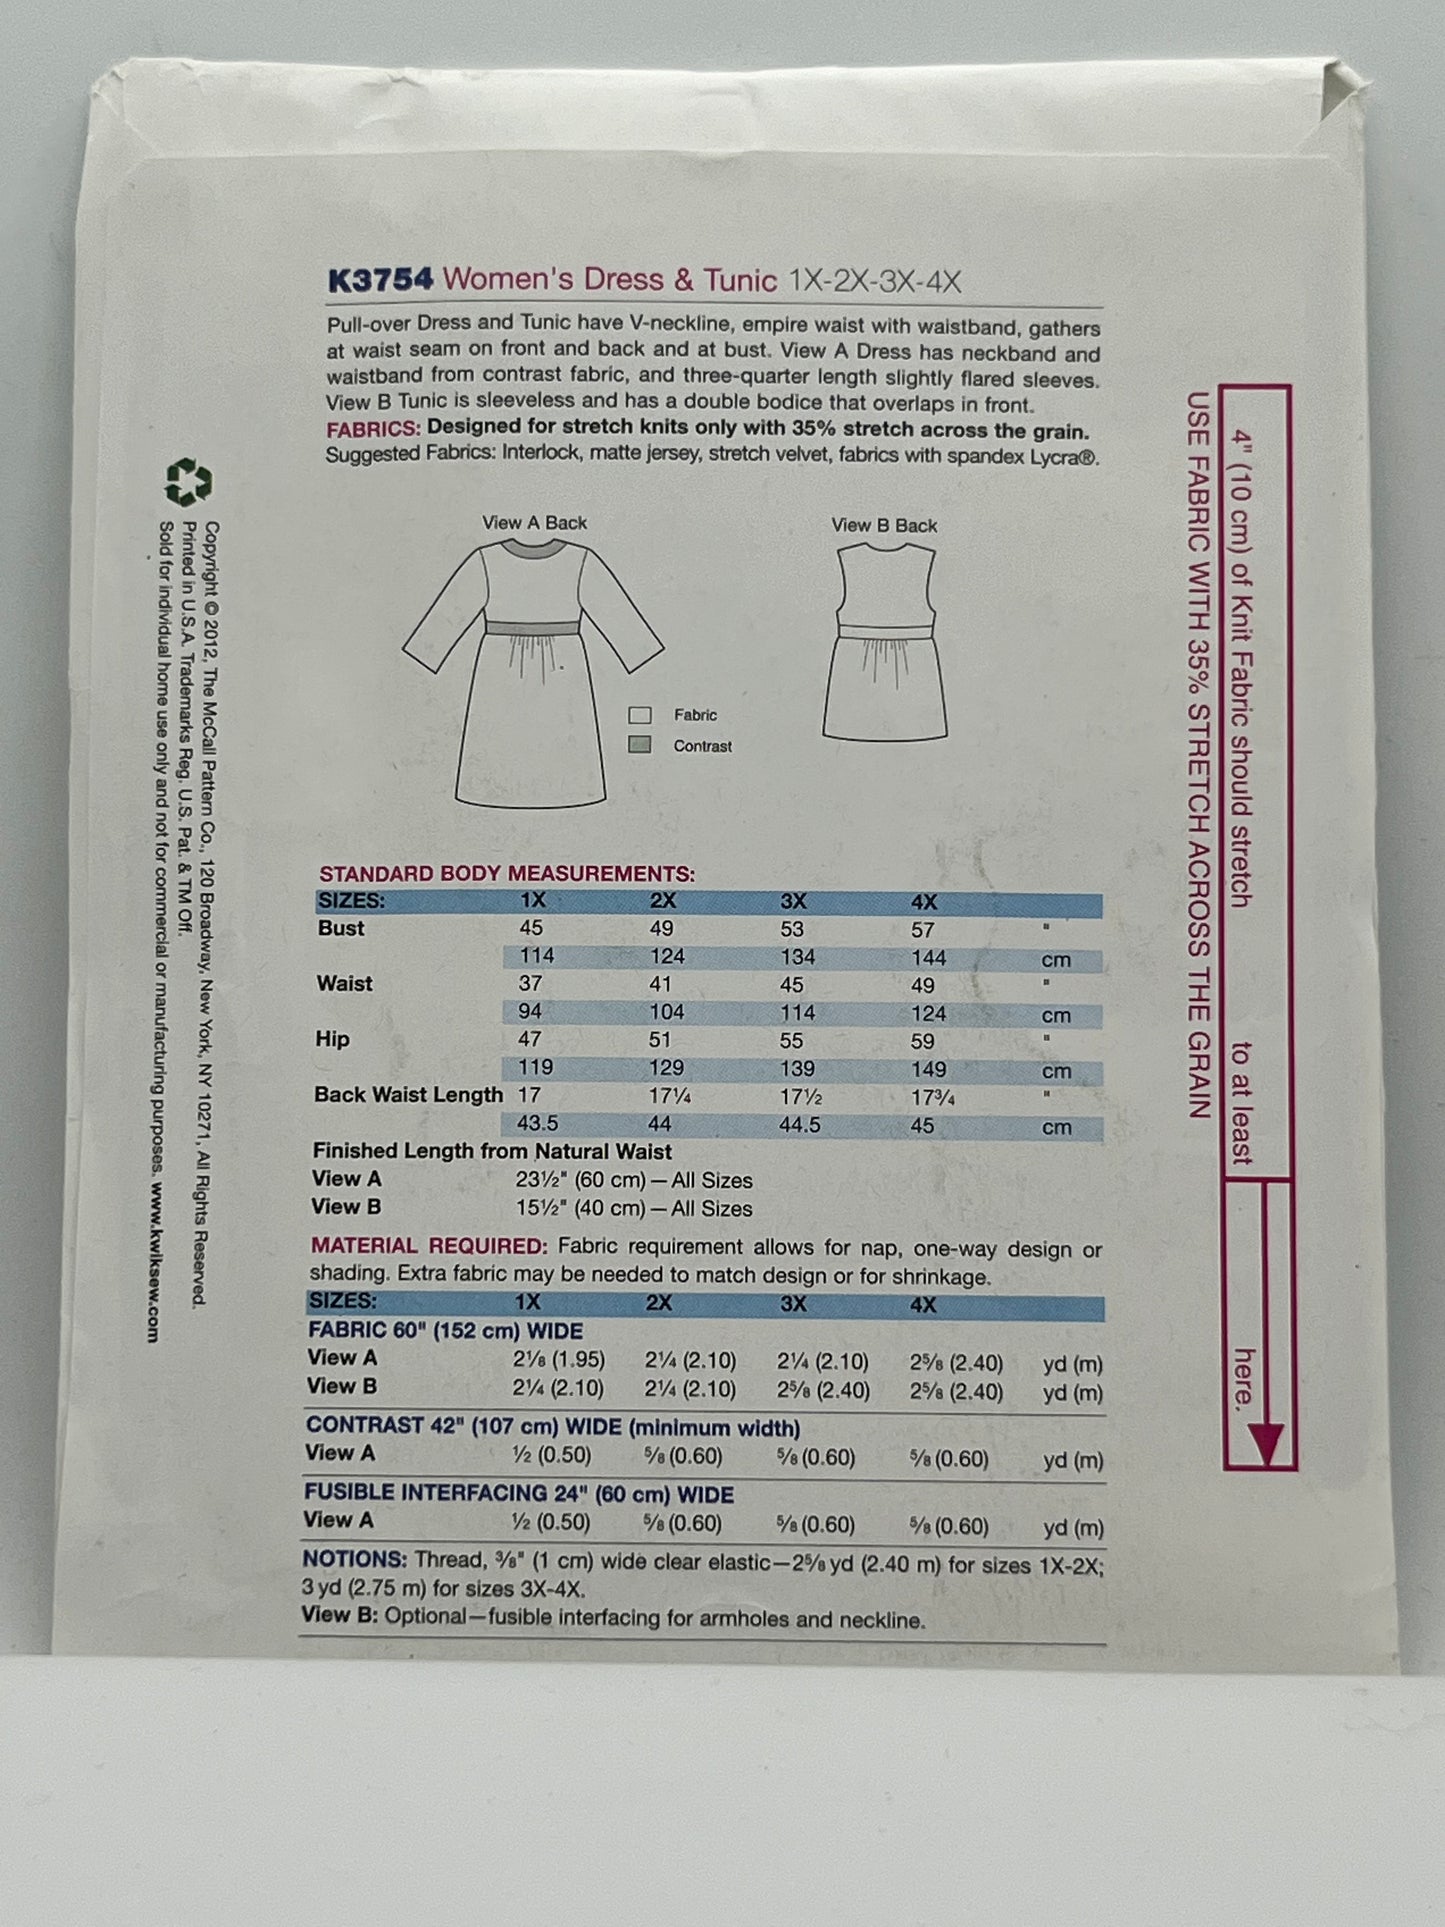 K3754 Women's Dress & Tunic 1X-2X-3X-4X
Pull-over Dress and Tunic have V-neckline, empire waist with waistband, gathers
at waist seam on front and back and at bust. View A Dress has neckband and
waistband from contrast fabric, and three-quarter length slightly flared sleeves.
View B Tunic is sleeveless and has a double bodice that overlaps in front.
FABRICS: Designed for stretch knits only with 35% stretch across the grain.
Suggested Fabrics: Interlock, matte jersey, stretch velvet, fabrics with spandex Lycra®.
View A Back
View B Back
Fabric
Contrast
STANDARD BODY MEASUREMENTS:
SIZES: 1X 2X 3X 4X
Bust 45 49 53 57 "
114 124 134 144 cm
Waist 37 41 45 49 "
94 104 114 124 cm
Hip 47 51 55 59 "
119 129 139 149 cm
Back Waist Length 17 17¼ 17½ 17¾ "
43.5 44 44.5 45 cm
Finished Length from Natural Waist
View A 23½" (60 cm) — All Sizes
View B 15½" (40 cm) — All Sizes
MATERIAL REQUIRED: Fabric requirement allows for nap, one-way design or
shading. Extra fabric may be needed to match design or for shrinkage.
SIZES: 1X 2X 3X 4X
FABRIC 60" (152 cm) WIDE
View A 2⅛ (1.95) 2¼ (2.10) 2¼ (2.10) 2⅝ (2.40) yd (m)
View B 2¼ (2.10) 2¼ (2.10) 2⅝ (2.40) 2⅝ (2.40) yd (m)
CONTRAST 42" (107 cm) WIDE (minimum width)
View A ½ (0.50) ⅝ (0.60) ⅝ (0.60) ⅝ (0.60) yd (m)
FUSIBLE INTERFACING 24" (60 cm) WIDE
View A ½ (0.50) ⅝ (0.60) ⅝ (0.60) ⅝ (0.60) yd (m)
NOTIONS: Thread, ⅜" (1 cm) wide clear elastic—2⅝ yd (2.40 m) for sizes 1X-2X;
3 yd (2.75 m) for sizes 3X-4X.
View B: Optional—fusible interfacing for armholes and neckline.
Copyright © 2012, The McCall Pattern Co., 120 Broadway, New York, NY 10271, All Rights Reserved.
Printed in U.S.A. Trademarks Reg. U.S. Pat. & TM Off.
Sold for individual home use only and not for commercial or manufacturing purposes. www.kwiksew.com
4" (10 cm) of Knit Fabric should stretch to at least here.
USE FABRIC WITH 35% STRETCH ACROSS THE GRAIN